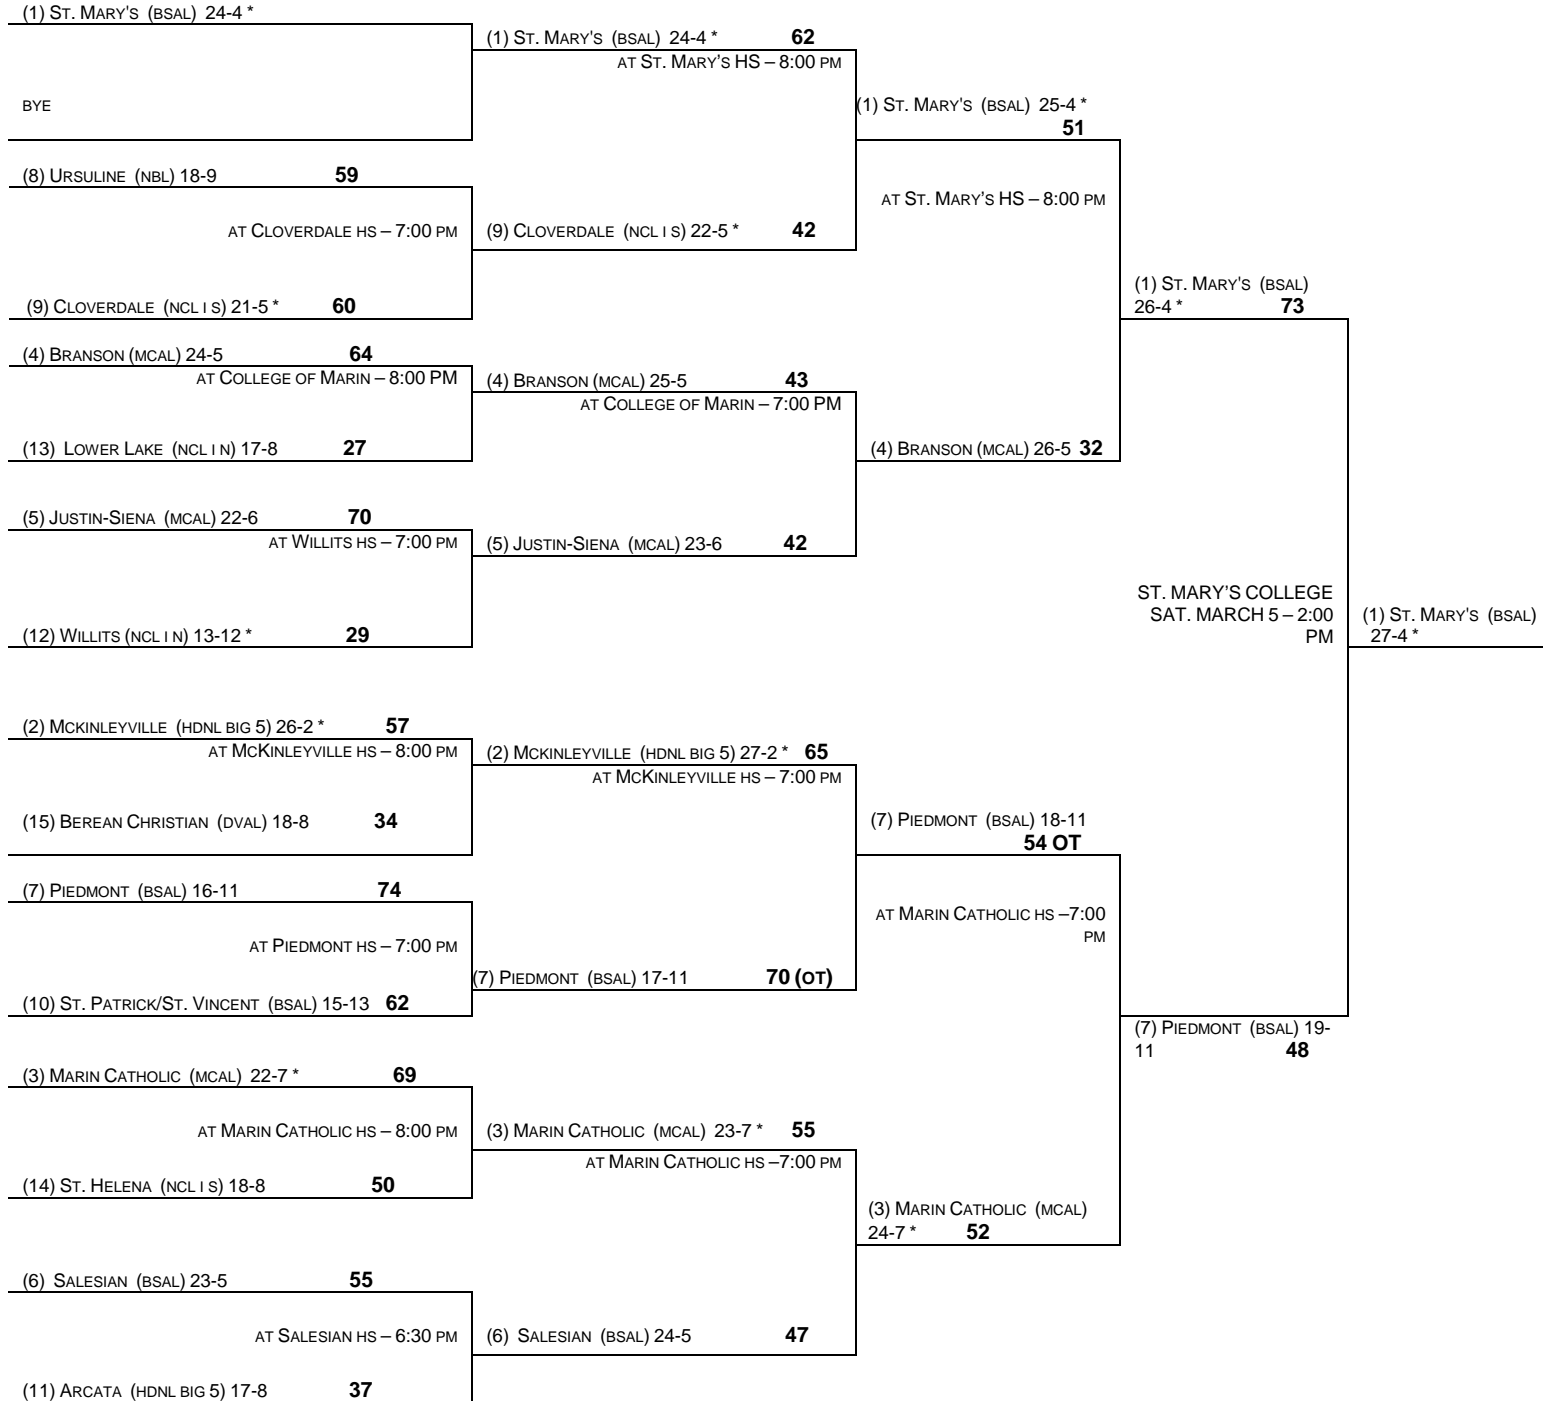 (1) ST. MARY'S (BSAL) 24-4 *
BYE
(8) URSULINE (NBL) 18-9 59
AT CLOVERDALE HS – 7:00 PM
(9) CLOVERDALE (NCL I S) 21-5 * 60
(4) BRANSON (MCAL) 24-5 64
AT COLLEGE OF MARIN – 8:00 PM
(13) LOWER LAKE (NCL I N) 17-8 27
(5) JUSTIN-SIENA (MCAL) 22-6 70
AT WILLITS HS – 7:00 PM
(12) WILLITS (NCL I N) 13-12 * 29
(2) MCKINLEYVILLE (HDNL BIG 5) 26-2 * 57
AT MCKINLEYVILLE HS – 8:00 PM
(15) BEREAN CHRISTIAN (DVAL) 18-8 34
(7) PIEDMONT (BSAL) 16-11 74
AT PIEDMONT HS – 7:00 PM
(10) ST. PATRICK/ST. VINCENT (BSAL) 15-13 62
(3) MARIN CATHOLIC (MCAL) 22-7 * 69
AT MARIN CATHOLIC HS – 8:00 PM
(14) ST. HELENA (NCL I S) 18-8 50
(6) SALESIAN (BSAL) 23-5 55
AT SALESIAN HS – 6:30 PM
(11) ARCATA (HDNL BIG 5) 17-8 37
(1) ST. MARY'S (BSAL) 24-4 * 62
AT ST. MARY'S HS – 8:00 PM
(9) CLOVERDALE (NCL I S) 22-5 * 42
(4) BRANSON (MCAL) 25-5 43
AT COLLEGE OF MARIN – 7:00 PM
(5) JUSTIN-SIENA (MCAL) 23-6 42
(2) MCKINLEYVILLE (HDNL BIG 5) 27-2 * 65
AT MCKINLEYVILLE HS – 7:00 PM
(7) PIEDMONT (BSAL) 17-11 70 (OT)
(3) MARIN CATHOLIC (MCAL) 23-7 * 55
AT MARIN CATHOLIC HS –7:00 PM
(6) SALESIAN (BSAL) 24-5 47
(1) ST. MARY'S (BSAL) 25-4 *
51
AT ST. MARY'S HS – 8:00 PM
(4) BRANSON (MCAL) 26-5 32
(7) PIEDMONT (BSAL) 18-11
54 OT
AT MARIN CATHOLIC HS –7:00
PM
(3) MARIN CATHOLIC (MCAL)
24-7 * 52
(1) ST. MARY'S (BSAL)
26-4 * 73
ST. MARY'S COLLEGE
SAT. MARCH 5 – 2:00
PM
(7) PIEDMONT (BSAL) 19-
11 48
(1) ST. MARY'S (BSAL)
27-4 *